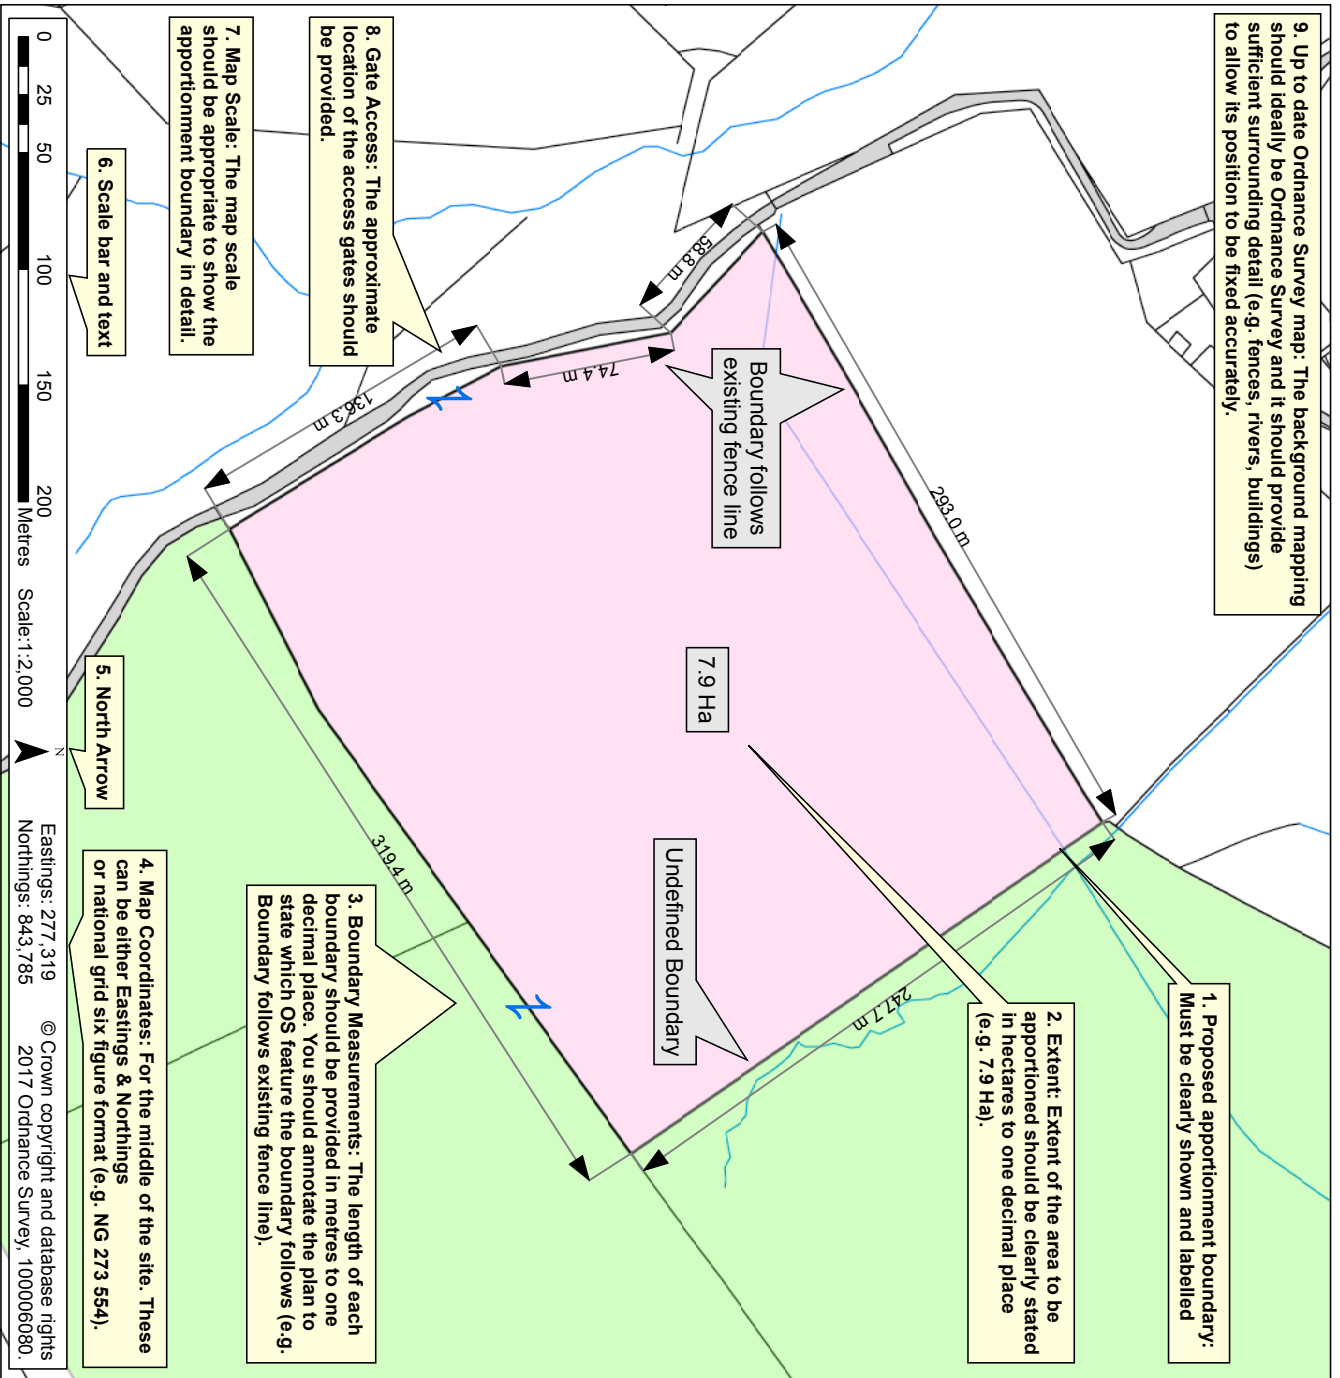 9. Up to date Ordnance Survey map: The background mapping
should ideally be Ordnance Survey and it should provide
sufficient surrounding detail (e.g. fences, rivers, buildings)
to allow its position to be fixed accurately.
1. Proposed apportionment boundary:
Must be clearly shown and labelled
2. Extent: Extent of the area to be
apportioned should be clearly stated
in hectares to one decimal place
(e.g. 7.9 Ha).
293.0 m
58.8 m
Boundary follows
existing fence line
74.4 m
7.9 Ha
Undefined Boundary
247.7 m
8. Gate Access: The approximate
location of the access gates should
be provided.
136.3 m
319.4 m
3. Boundary Measurements: The length of each
boundary should be provided in metres to one
decimal place. You should annotate the plan to
state which OS feature the boundary follows (e.g.
Boundary follows existing fence line).
7. Map Scale: The map scale
should be appropriate to show the
apportionment boundary in detail.
6. Scale bar and text
5. North Arrow
4. Map Coordinates: For the middle of the site. These
can be either Eastings & Northings
or national grid six figure format (e.g. NG 273 554).
0 25 50 100 150 200
Metres Scale:1:2,000
N
Eastings: 277,319
Northings: 843,785
© Crown copyright and database rights
2017 Ordnance Survey, 100006080.